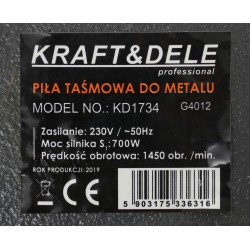 KRAFT&DELE
professional
PIŁA TAŚMOWA DO METALU
MODEL NO.: KD1734 G4012
Zasilanie: 230V / ~50Hz
Moc silnika S₁:700W
Prędkość obrotowa: 1450 obr./min.
ROK PRODUKCJI: 2019
CE
5 903175 336316